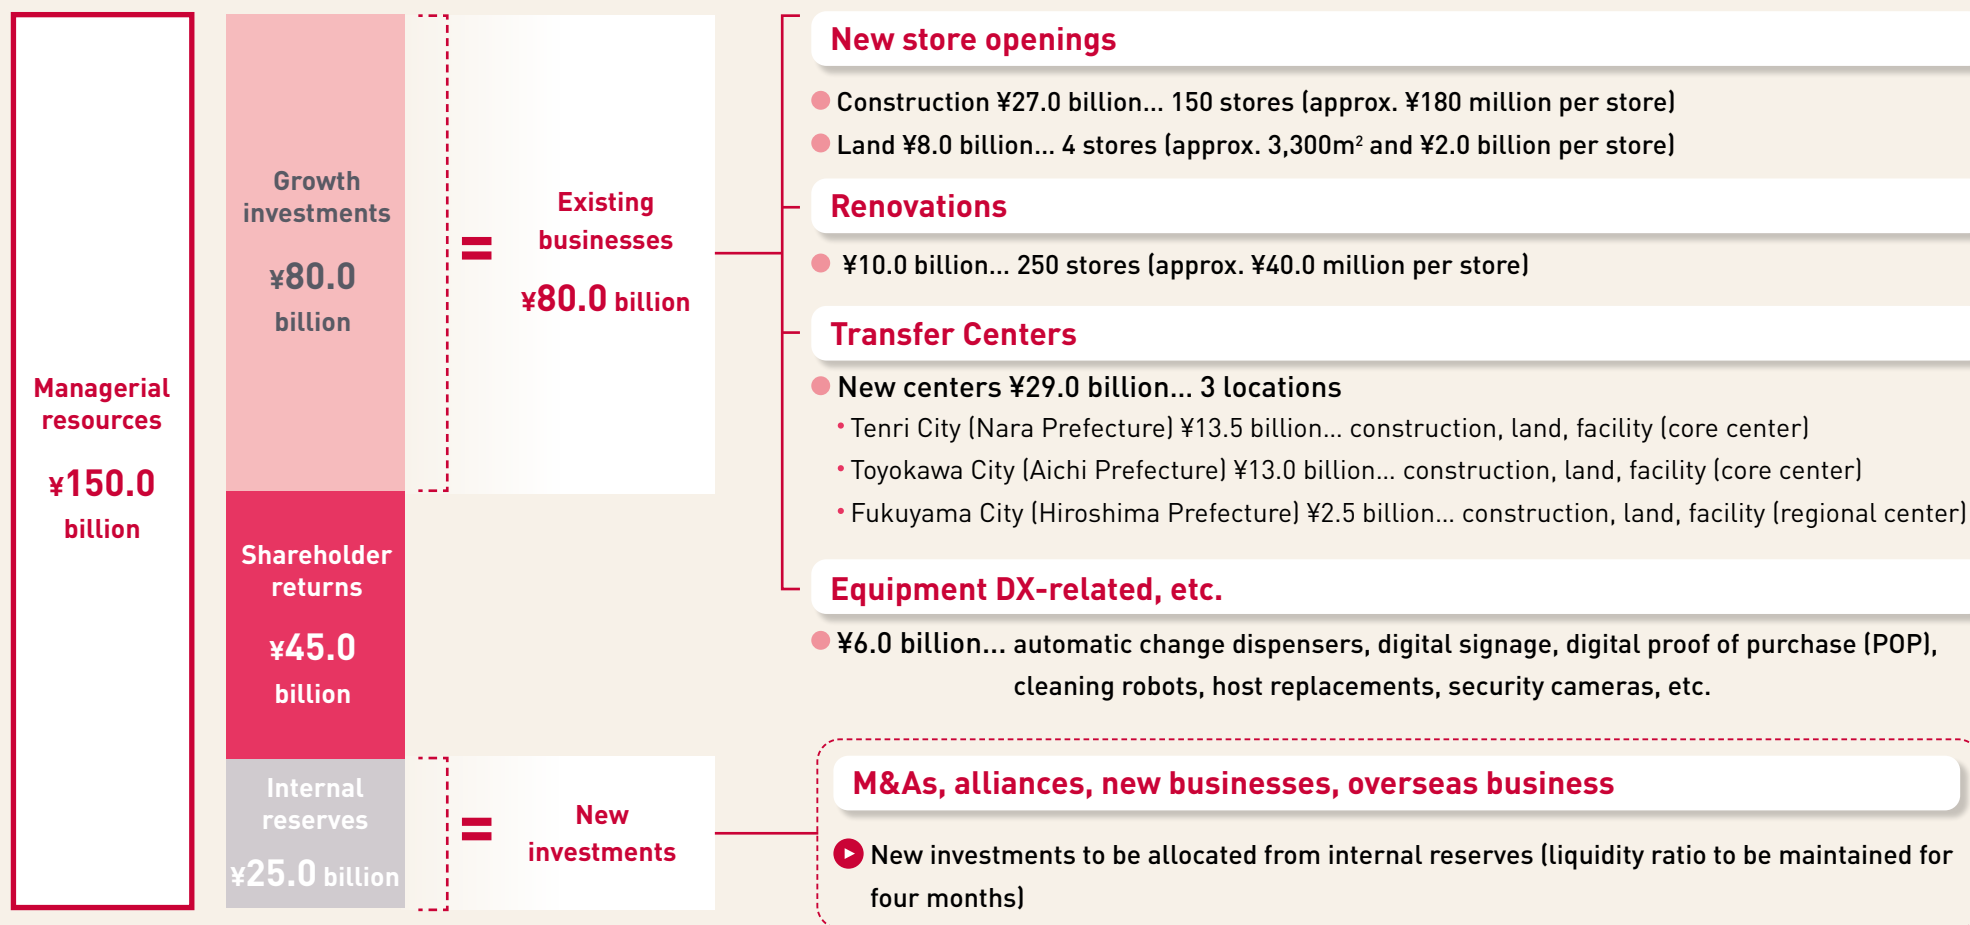 Managerial
resources
¥150.0
billion
Growth
investments
¥80.0
billion
Shareholder
returns
¥45.0
billion
Internal
reserves
¥25.0 billion
=
Existing
businesses
¥80.0 billion
=
New
investments
New store openings
● Construction ¥27.0 billion... 150 stores (approx. ¥180 million per store)
● Land ¥8.0 billion... 4 stores (approx. 3,300m² and ¥2.0 billion per store)
Renovations
● ¥10.0 billion... 250 stores (approx. ¥40.0 million per store)
Transfer Centers
● New centers ¥29.0 billion... 3 locations
• Tenri City (Nara Prefecture) ¥13.5 billion... construction, land, facility (core center)
• Toyokawa City (Aichi Prefecture) ¥13.0 billion... construction, land, facility (core center)
• Fukuyama City (Hiroshima Prefecture) ¥2.5 billion... construction, land, facility (regional center)
Equipment DX-related, etc.
● ¥6.0 billion... automatic change dispensers, digital signage, digital proof of purchase (POP),
cleaning robots, host replacements, security cameras, etc.
M&As, alliances, new businesses, overseas business
New investments to be allocated from internal reserves (liquidity ratio to be maintained for
four months)